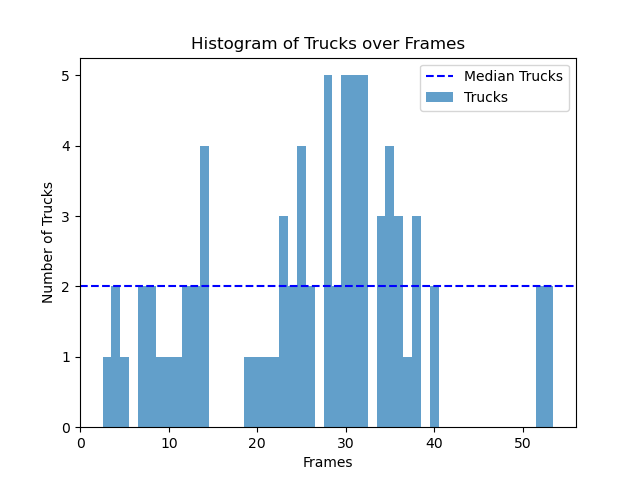 Histogram of Trucks over Frames
Median Trucks
Trucks
Number of Trucks
5
4
3
2
1
0
0 10 20 30 40 50
Frames